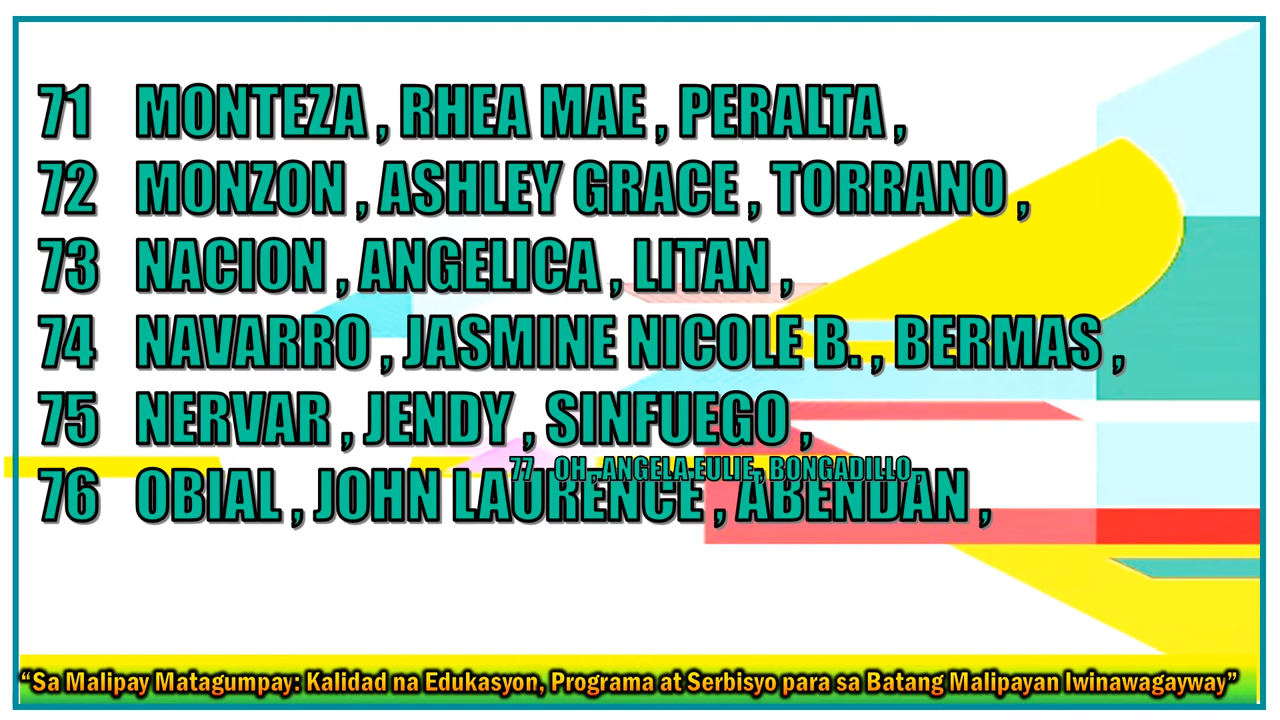 71 MONTEZA , RHEA MAE , PERALTA ,
72 MONZON , ASHLEY GRACE , TORRANO ,
73 NACION , ANGELICA , LITAN ,
74 NAVARRO , JASMINE NICOLE B. , BERMAS ,
75 NERVAR , JENDY , SINFUEGO ,
77 OH , ANGELA EULIE , BONGADILLO ,
76 OBIAL , JOHN LAURENCE , ABENDAN ,
“Sa Malipay Matagumpay: Kalidad na Edukasyon, Programa at Serbisyo para sa Batang Malipayan Iwinawagayway”